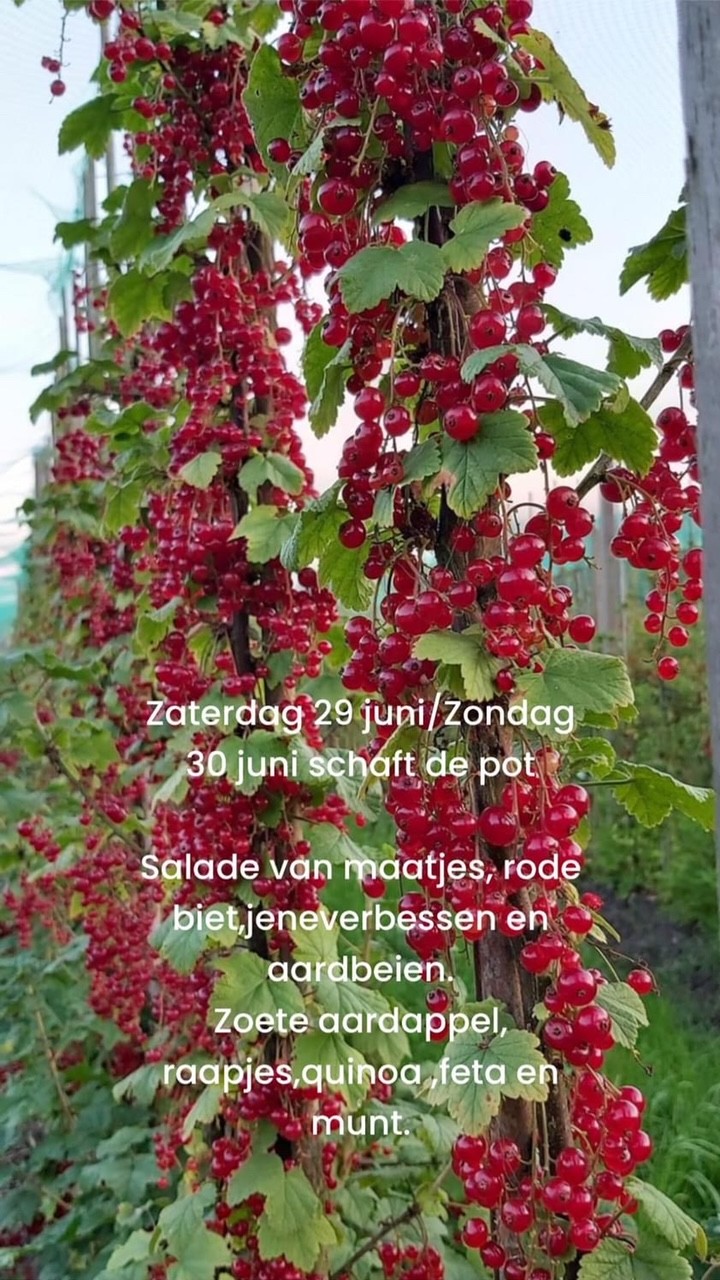 Zaterdag 29 juni/Zondag
30 juni schaft de pot
Salade van maatjes, rode
biet,jeneverbessen en
aardbeien.
Zoete aardappel,
raapjes,quinoa ,feta en
munt.